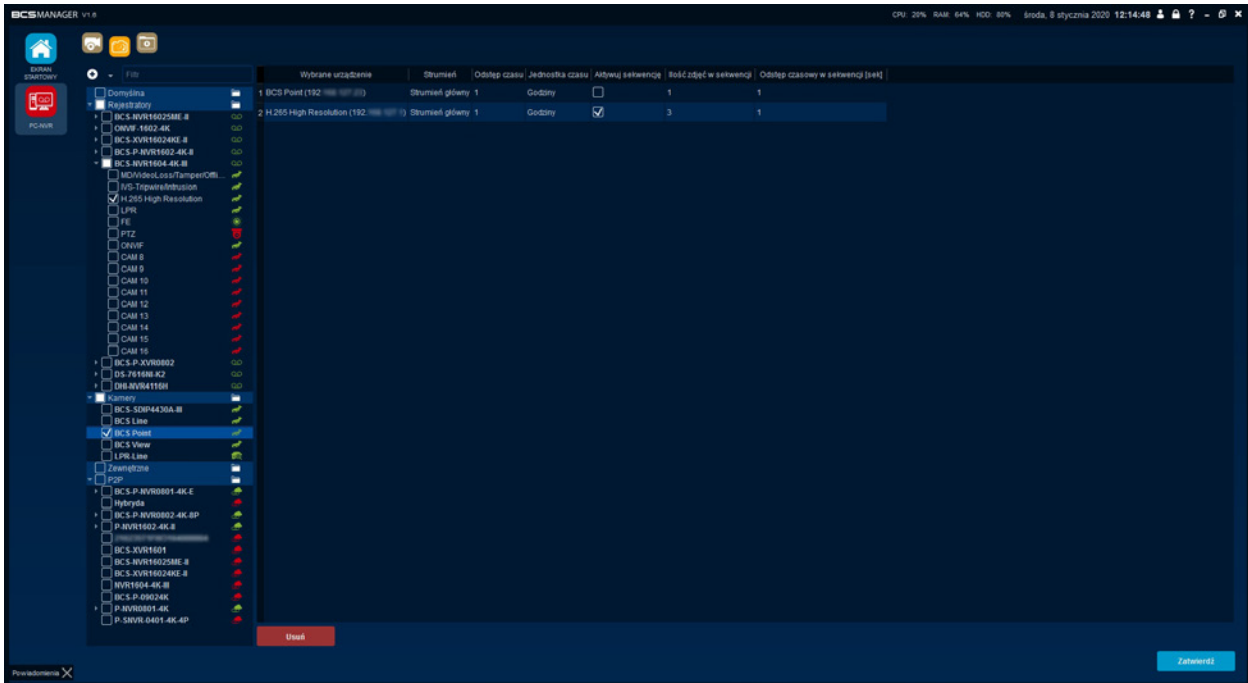 BCSMANAGER V1.6
CPU: 20% RAM: 64% HDD: 80% środa, 8 stycznia 2020 12:14:48 ?
EKRAN
STARTOWY
PC-NVR
Filtr
Wybrane urządzenie Strumień Odstęp czasu Jednostka czasu Aktywuj sekwencję Ilość zdjęć w sekwencji Odstęp czasowy w sekwencji [sek]
1 BCS Point (192 Strumień główny 1 Godziny 1 1
2 H.265 High Resolution (192. Strumień główny 1 Godziny 3 1
Domyślna
Rejestratory
BCS-NVR16025ME-II
ONVIF-1602-4K
BCS-XVR16024KE-II
BCS-P-NVR1602-4K-II
BCS-NVR1604-4K-III
MD/VideoLoss/Tamper/Offli...
IVS-Tripwire/Intrusion
H.265 High Resolution
LPR
FE
PTZ
ONVIF
CAM 8
CAM 9
CAM 10
CAM 11
CAM 12
CAM 13
CAM 14
CAM 15
CAM 16
BCS-P-XVR0802
DS-7616NI-K2
DHI-NVR4116H
Kamery
BCS-SDIP4430A-III
BCS Line
BCS Point
BCS View
LPR-Line
Zewnętrzne
P2P
BCS-P-NVR0801-4K-E
Hybryda
BCS-P-NVR0802-4K-8P
P-NVR1602-4K-II
BCS-XVR1601
BCS-NVR16025ME-II
BCS-XVR16024KE-II
NVR1604-4K-III
BCS-P-09024K
P-NVR0801-4K
P-SNVR-0401-4K-4P
Usuń
Zatwierdź
Powiadomienia